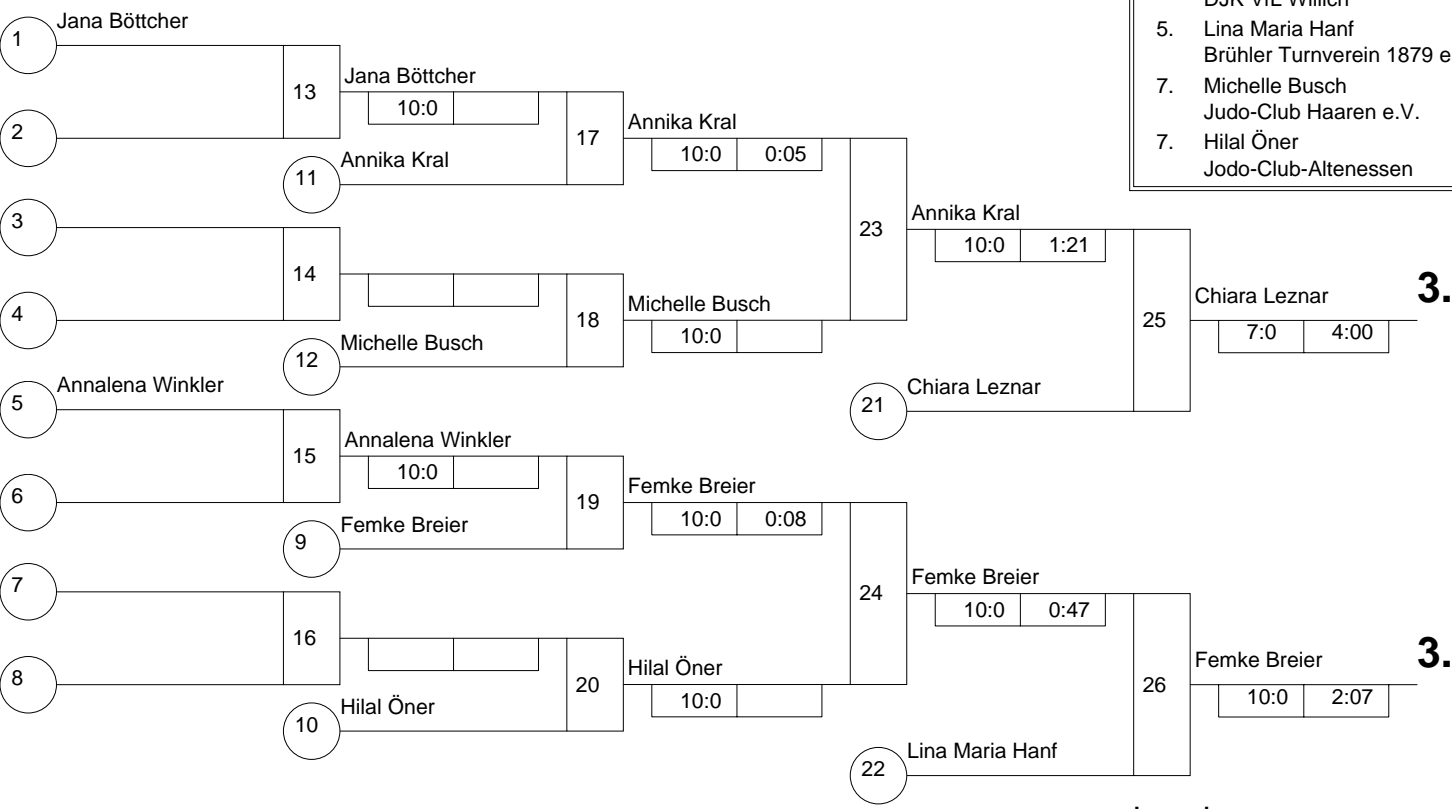 DJK VfL Willich
5. Lina Maria Hanf
Brühler Turnverein 1879 e
7. Michelle Busch
Judo-Club Haaren e.V.
7. Hilal Öner
Jodo-Club-Altenessen
1 Jana Böttcher
2
13 Jana Böttcher
10:0
11 Annika Kral
17 Annika Kral
10:0 0:05
3
4
14
12 Michelle Busch
18 Michelle Busch
10:0
23 Annika Kral
10:0 1:21
21 Chiara Leznar
25 Chiara Leznar 3.
7:0 4:00
5 Annalena Winkler
6
15 Annalena Winkler
10:0
9 Femke Breier
19 Femke Breier
10:0 0:08
7
8
16
10 Hilal Öner
20 Hilal Öner
10:0
24 Femke Breier
10:0 0:47
22 Lina Maria Hanf
26 Femke Breier 3.
10:0 2:07